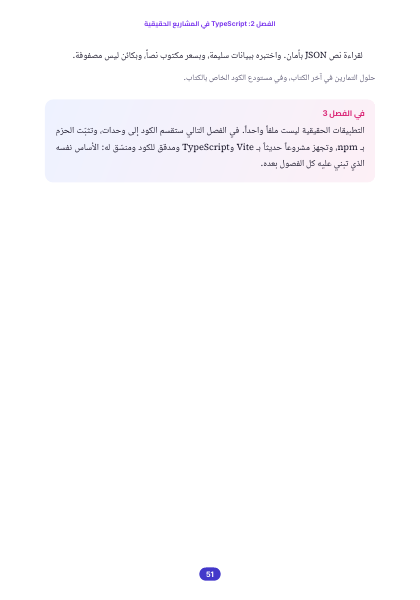 الفصل 2: TypeScript في المشاريع الحقيقية
لقراءة نص JSON بأمان. واختبره ببيانات سليمة، وبسعر مكتوب نصاً، وبكائن ليس مصفوفة.
حلول التمارين في آخر الكتاب، وفي مستودع الكود الخاص بالكتاب.
في الفصل 3
التطبيقات الحقيقية ليست ملفاً واحداً. في الفصل التالي ستقسم الكود إلى وحدات، وتثبّت الحزم
بـ npm، وتجهز مشروعاً حديثاً بـ Vite وTypeScript ومدقق للكود ومنسّق له: الأساس نفسه
الذي تبني عليه كل الفصول بعده.
51